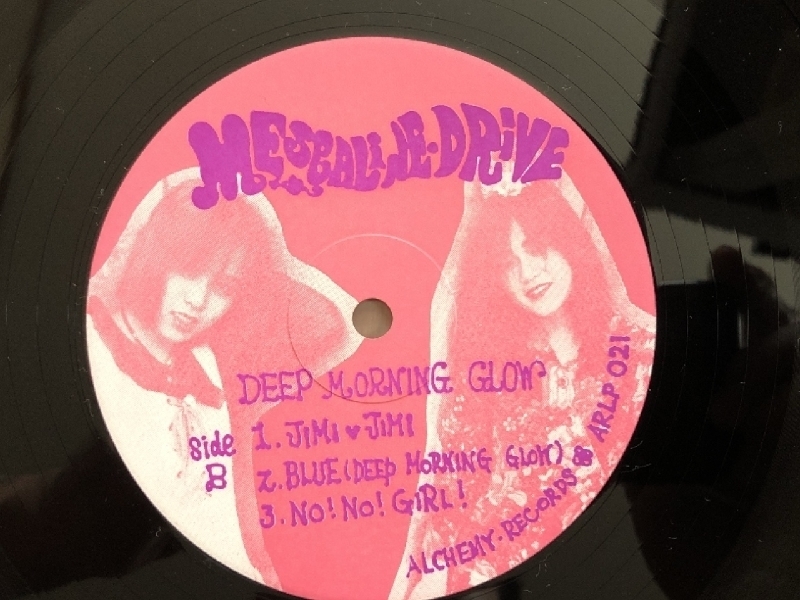 MESCALINE-DRIVE
DEEP MORNING GLOW
Side B
1. JIMI ♥ JIMI
2. BLUE (DEEP MORNING GLOW)
3. NO! NO! GIRL!
ALCHEMY・RECORDS ARLP 021